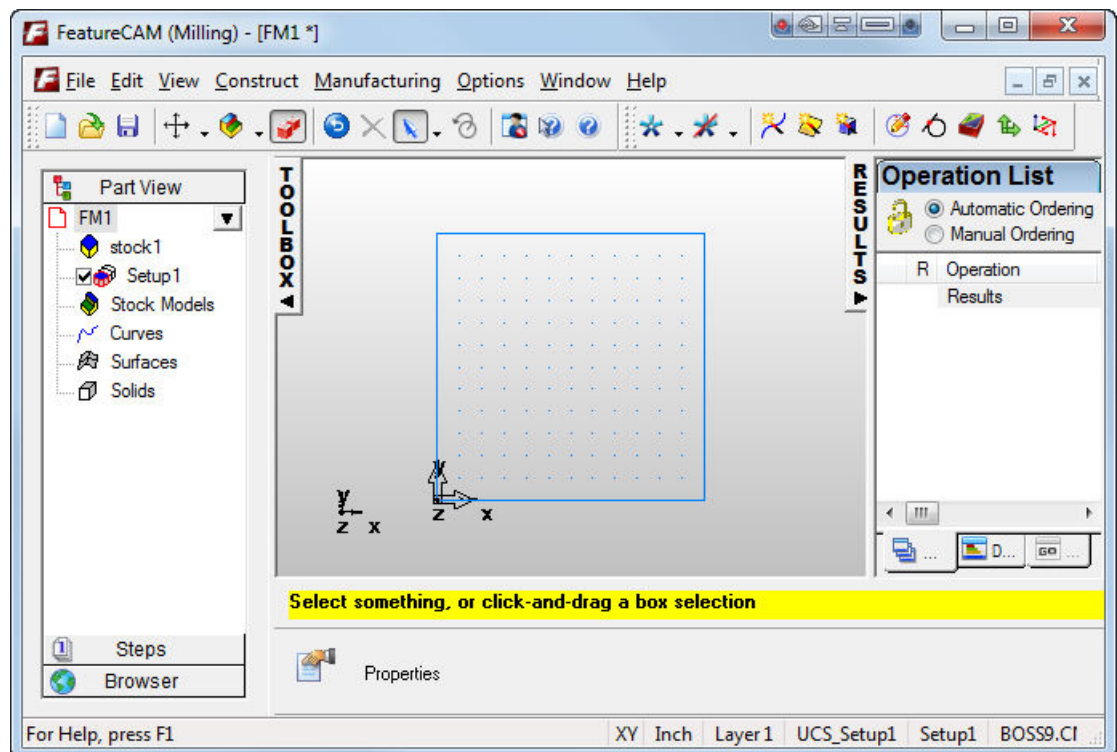 FeatureCAM (Milling) - [FM1 *]
File Edit View Construct Manufacturing Options Window Help
Part View
FM1
stock1
Setup1
Stock Models
Curves
Surfaces
Solids
Steps
Browser
TOOLBOX
y
z x
y
z x
RESULTS
Operation List
Automatic Ordering
Manual Ordering
R Operation
Results
... D... GO ...
Select something, or click-and-drag a box selection
Properties
For Help, press F1 XY Inch Layer 1 UCS_Setup1 Setup1 BOSS9.CI